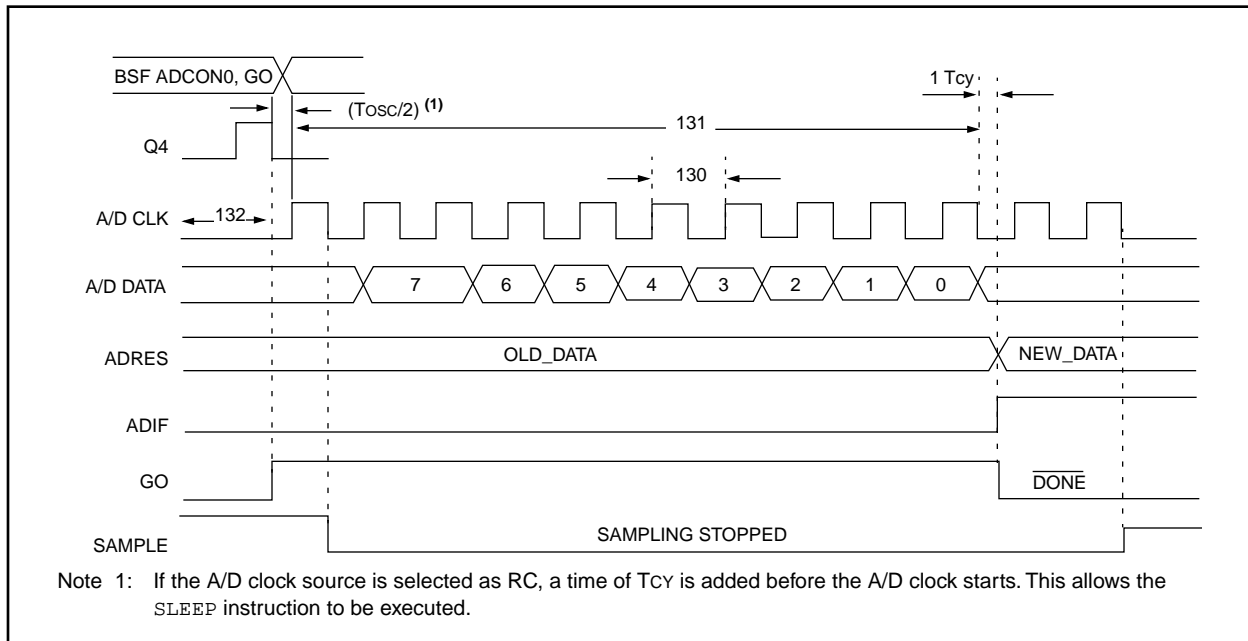 BSF ADCON0, GO
1 Tcy
(TOSC/2) (1)
131
Q4
130
A/D CLK
132
A/D DATA
7 6 5 4 3 2 1 0
ADRES
OLD_DATA
NEW_DATA
ADIF
GO
DONE
SAMPLE
SAMPLING STOPPED
Note 1: If the A/D clock source is selected as RC, a time of TCY is added before the A/D clock starts. This allows the
SLEEP instruction to be executed.